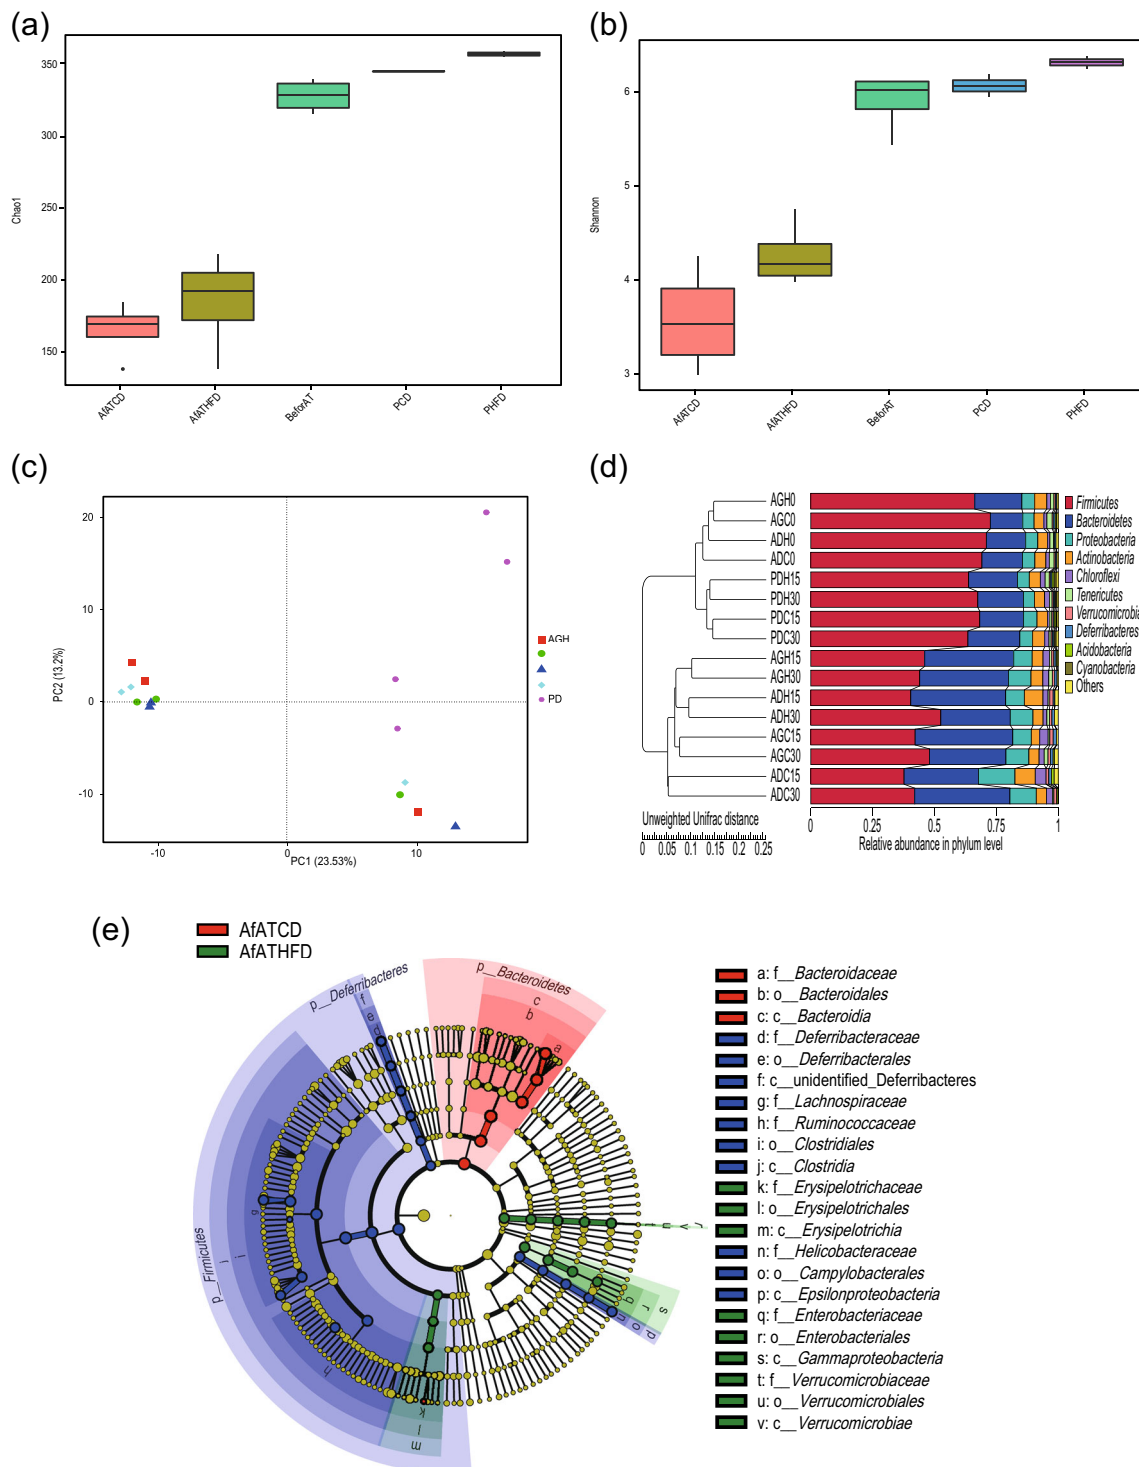 (a)
350
300
250
200
150
Chao1
AfATCD
AfATHFD
BeforAT
PCD
PHFD
(b)
6
5
4
3
Shannon
AfATCD
AfATHFD
BeforAT
PCD
PHFD
(c)
20
10
0
-10
PC2 (13.2%)
-10
0
10
PC1 (23.53%)
AGH
PD
(d)
AGH0
AGC0
ADH0
ADC0
PDH15
PDH30
PDC15
PDC30
AGH15
AGH30
ADH15
ADH30
AGC15
AGC30
ADC15
ADC30
Unweighted Unifrac distance
0 0.05 0.1 0.15 0.2 0.25
0 0.25 0.5 0.75 1
Relative abundance in phylum level
Firmicutes
Bacteroidetes
Proteobacteria
Actinobacteria
Chloroflexi
Tenericutes
Verrucomicrobia
Deferribacteres
Acidobacteria
Cyanobacteria
Others
(e)
AfATCD
AfATHFD
p__Deferribacteres
p__Bacteroidetes
p__Firmicutes
f
e
d
c
b
a
g
i
j
h
k
l
m
n
o
p
q
r
s
t
u
v
a: f__Bacteroidaceae
b: o__Bacteroidales
c: c__Bacteroidia
d: f__Deferribacteraceae
e: o__Deferribacterales
f: c__unidentified_Deferribacteres
g: f__Lachnospiraceae
h: f__Ruminococcaceae
i: o__Clostridiales
j: c__Clostridia
k: f__Erysipelotrichaceae
l: o__Erysipelotrichales
m: c__Erysipelotrichia
n: f__Helicobacteraceae
o: o__Campylobacterales
p: c__Epsilonproteobacteria
q: f__Enterobacteriaceae
r: o__Enterobacteriales
s: c__Gammaproteobacteria
t: f__Verrucomicrobiaceae
u: o__Verrucomicrobiales
v: c__Verrucomicrobiae